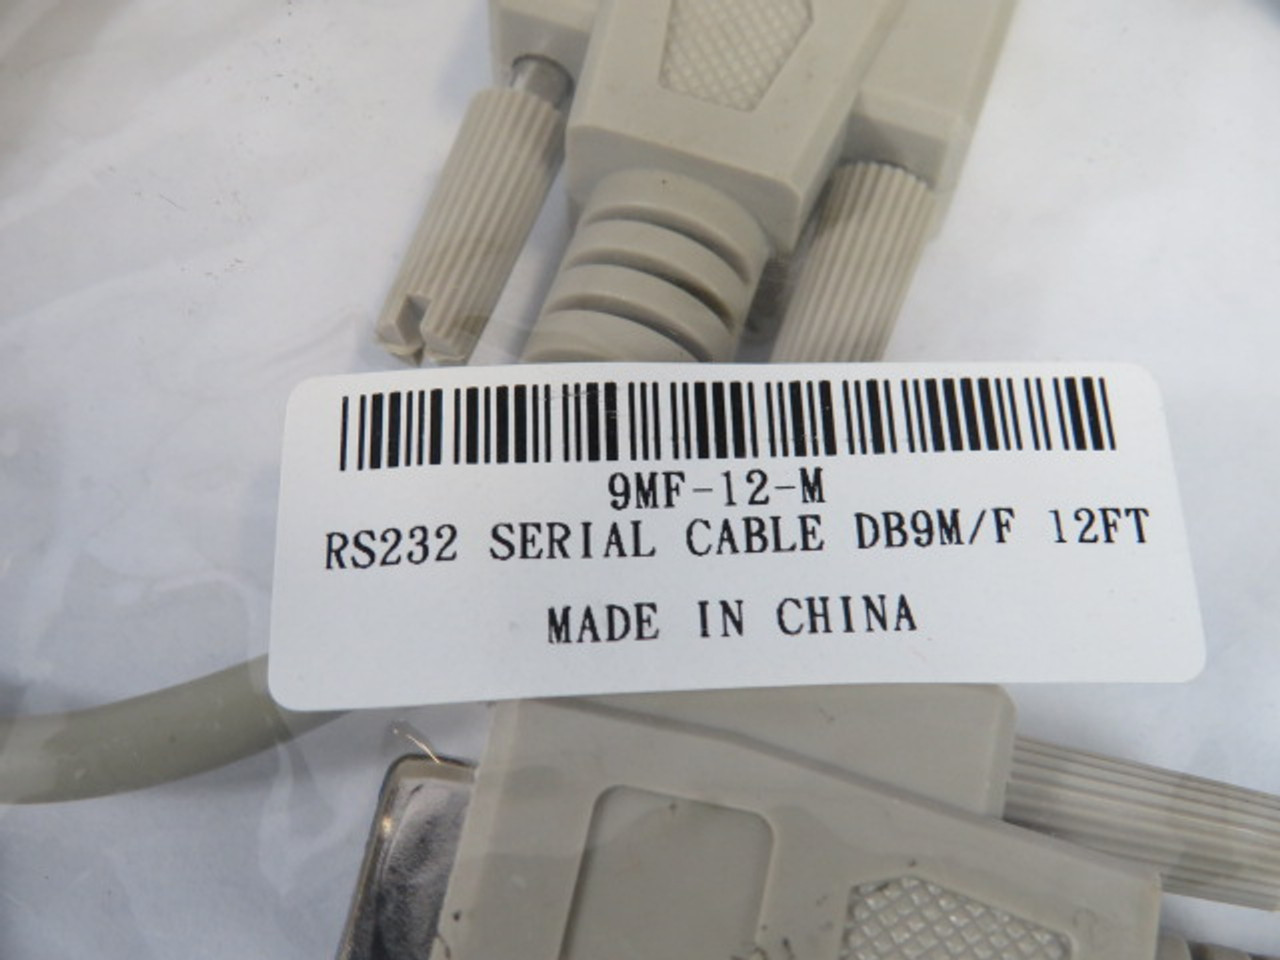 9MF-12-M
RS232 SERIAL CABLE DB9M/F 12FT
MADE IN CHINA